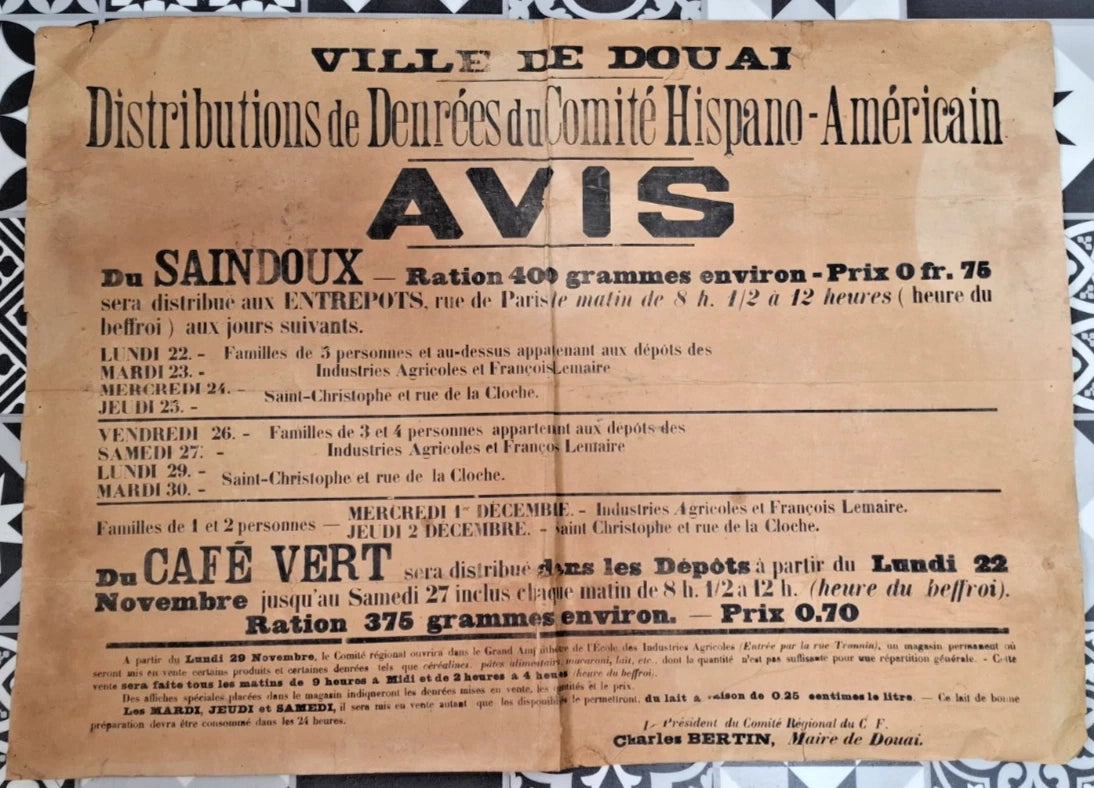 VILLE DE DOUAI
Distributions de Denrées du Comité Hispano-Américain
AVIS
Du SAINDOUX — Ration 400 grammes environ - Prix 0 fr. 75
sera distribué aux ENTREPOTS, rue de Paris le matin de 8 h. 1/2 à 12 heures ( heure du
beffroi ) aux jours suivants.
LUNDI 22. - Familles de 5 personnes et au-dessus appatenant aux dépôts des
MARDI 23. - Industries Agricoles et François Lemaire
MERCREDI 24. - Saint-Christophe et rue de la Cloche.
JEUDI 25. -
VENDREDI 26. - Familles de 3 et 4 personnes appartenant aux dépôts des
SAMEDI 27. - Industries Agricoles et François Lemaire
LUNDI 29. - Saint-Christophe et rue de la Cloche.
MARDI 30. -
MERCREDI 1er DÉCEMBRE. - Industries Agricoles et François Lemaire.
Familles de 1 et 2 personnes —
JEUDI 2 DÉCEMBRE. - Saint Christophe et rue de la Cloche.
Du CAFÉ VERT sera distribué dans les Dépôts à partir du Lundi 22
Novembre jusqu'au Samedi 27 inclus chaque matin de 8 h. 1/2 à 12 h. (heure du beffroi).
Ration 375 grammes environ. — Prix 0.70
A partir du Lundi 29 Novembre, le Comité régional ouvrira dans le Grand Amphithéâtre de l'École des Industries Agricoles (Entrée par la rue Trannin), un magasin permanent où
seront mis en vente certains produits et certaines denrées tels que céréalines, pâtes alimentaires, macaroni, lait, etc., dont la quantité n'est pas suffisante pour une répartition générale. - Cette
vente sera faite tous les matins de 9 heures à Midi et de 2 heures à 4 heures (heure du beffroi).
Des affiches spéciales placées dans le magasin indiqueront les denrées mises en vente, les quantités et le prix.
Les MARDI, JEUDI et SAMEDI, il sera mis en vente autant que les disponibilités le permettront, du lait à raison de 0.25 centimes le litre. — Ce lait de bonne
préparation devra être consommé dans les 24 heures.
Le Président du Comité Régional du C. F.
Charles BERTIN, Maire de Douai.